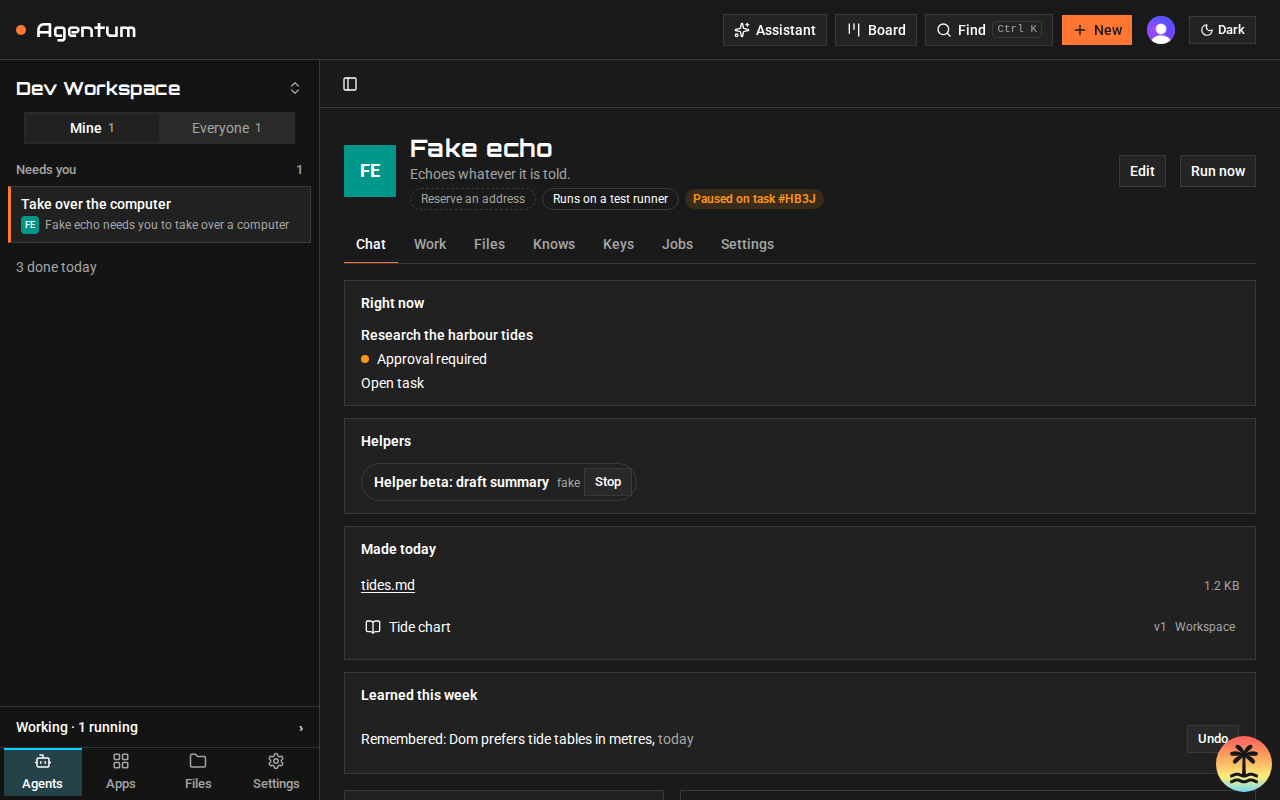 Agentum
Assistant
Board
Find Ctrl K
New
Dark
Dev Workspace
Mine 1
Everyone 1
Needs you 1
Take over the computer
FE Fake echo needs you to take over a computer
3 done today
Working · 1 running ›
Agents
Apps
Files
Settings
FE
Fake echo
Echoes whatever it is told.
Reserve an address
Runs on a test runner
Paused on task #HB3J
Edit
Run now
Chat
Work
Files
Knows
Keys
Jobs
Settings
Right now
Research the harbour tides
Approval required
Open task
Helpers
Helper beta: draft summary fake Stop
Made today
tides.md 1.2 KB
Tide chart v1 Workspace
Learned this week
Remembered: Dom prefers tide tables in metres, today Undo